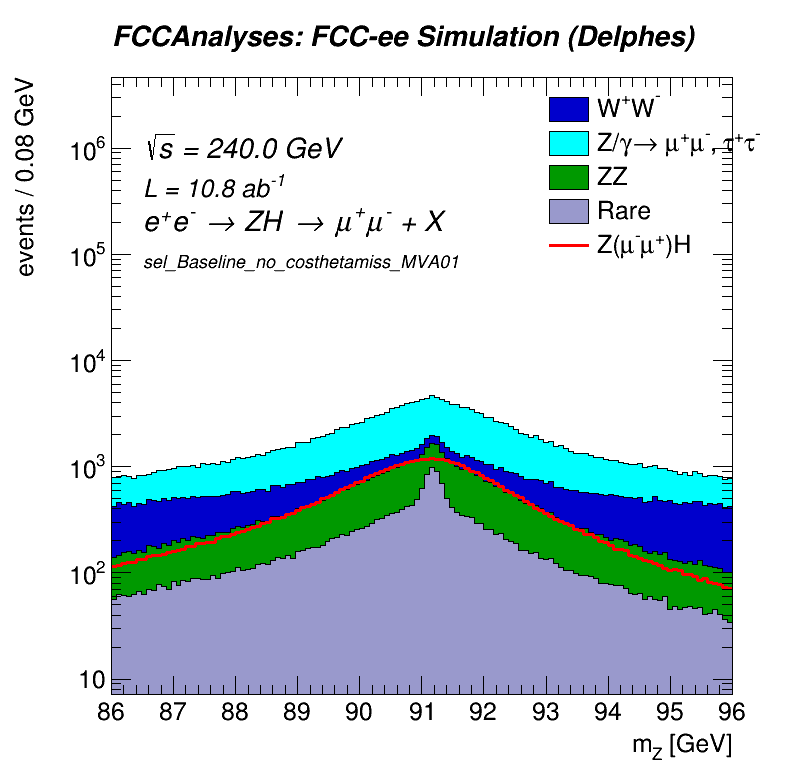 FCCAnalyses: FCC-ee Simulation (Delphes)
events / 0.08 GeV
√s = 240.0 GeV
L = 10.8 ab⁻¹
e⁺e⁻ → ZH → μ⁺μ⁻ + X
sel_Baseline_no_costhetamiss_MVA01
W⁺W⁻
Z/γ→ μ⁺μ⁻, τ⁺τ⁻
ZZ
Rare
Z(μ⁻μ⁺)H
10⁶
10⁵
10⁴
10³
10²
10
86 87 88 89 90 91 92 93 94 95 96
m_Z [GeV]